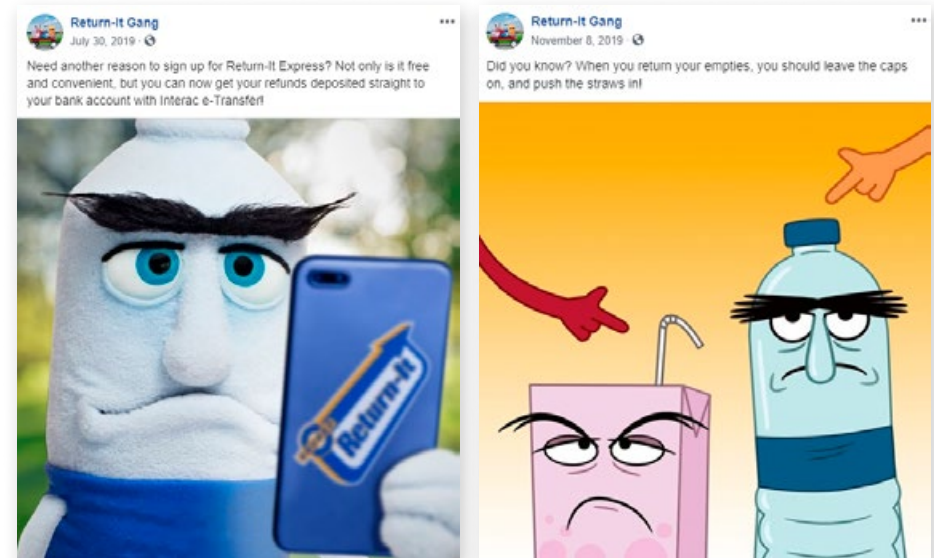 Return-It Gang
July 30, 2019
Need another reason to sign up for Return-It Express? Not only is it free
and convenient, but you can now get your refunds deposited straight to
your bank account with Interac e-Transfer!
Return-It
Return-It Gang
November 8, 2019
Did you know? When you return your empties, you should leave the caps
on, and push the straws in!